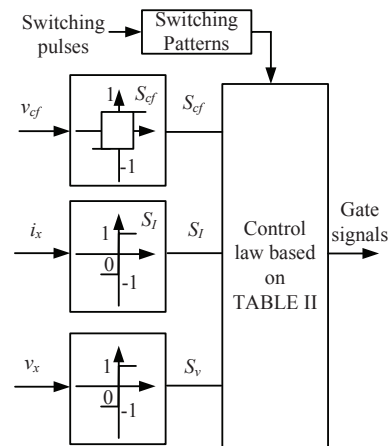 Switching
pulses
Switching
Patterns
v_cf
1
S_cf
-1
S_cf
i_x
1
S_I
0
-1
S_I
v_x
1
0
-1
S_v
Control
law based
on
TABLE II
Gate
signals